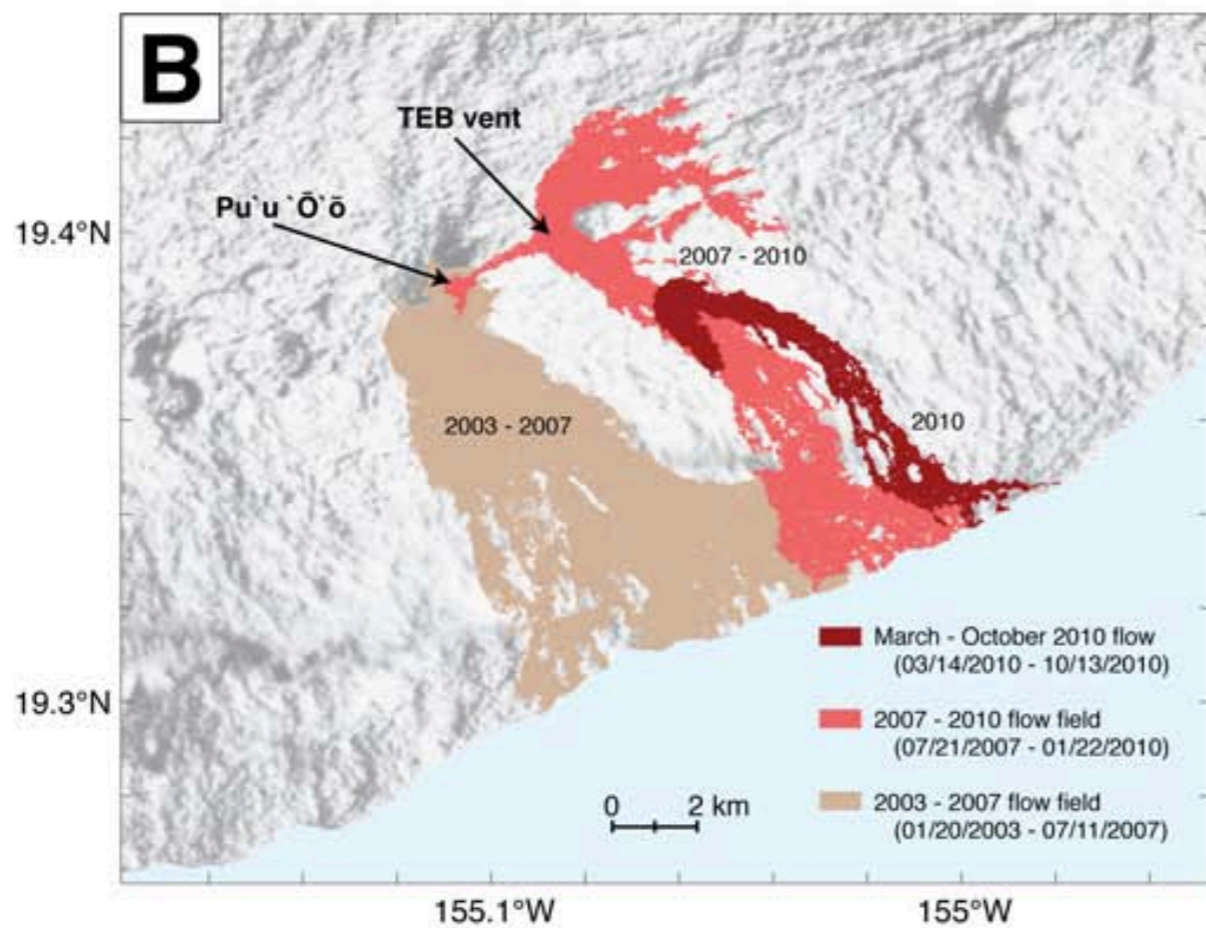 B
TEB vent
Pu`u `Ō`ō
19.4°N
2007 - 2010
2003 - 2007
2010
March - October 2010 flow
(03/14/2010 - 10/13/2010)
19.3°N
2007 - 2010 flow field
(07/21/2007 - 01/22/2010)
0 2 km
2003 - 2007 flow field
(01/20/2003 - 07/11/2007)
155.1°W 155°W